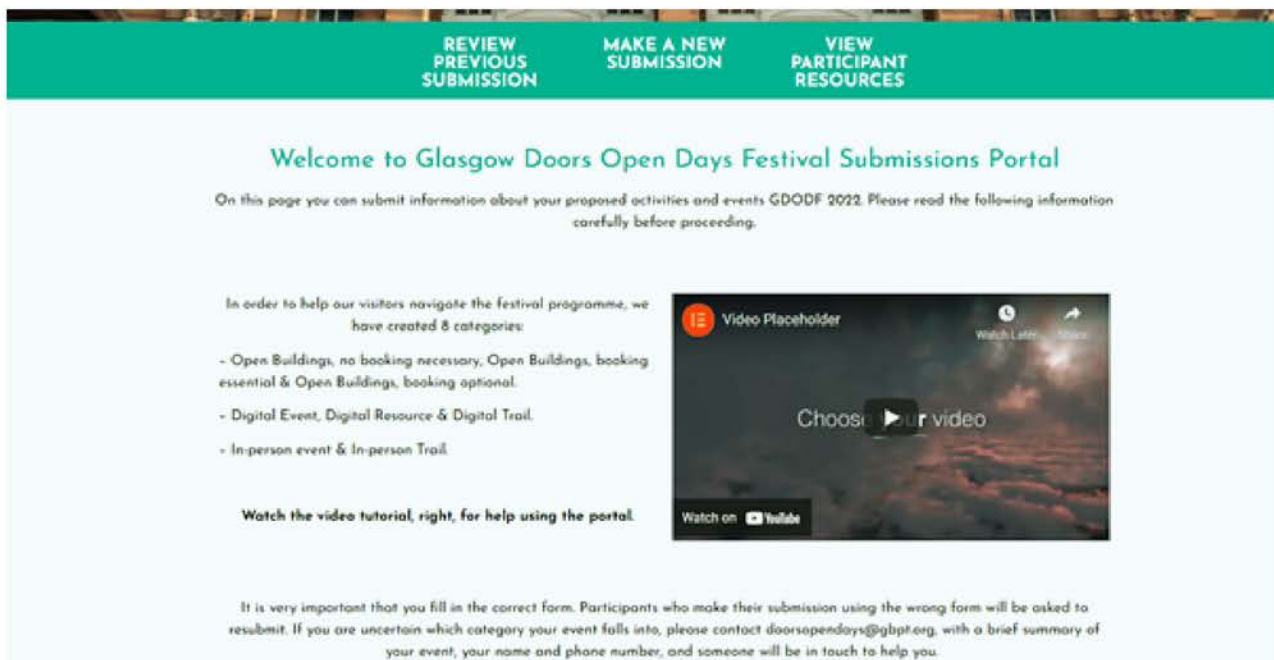 REVIEW
PREVIOUS
SUBMISSION
MAKE A NEW
SUBMISSION
VIEW
PARTICIPANT
RESOURCES
Welcome to Glasgow Doors Open Days Festival Submissions Portal
On this page you can submit information about your proposed activities and events GDODF 2022. Please read the following information
carefully before proceeding.
In order to help our visitors navigate the festival programme, we
have created 8 categories:
- Open Buildings, no booking necessary, Open Buildings, booking
essential & Open Buildings, booking optional.
- Digital Event, Digital Resource & Digital Trail.
- In-person event & In-person Trail.
Watch the video tutorial, right, for help using the portal.
Video Placeholder
Watch Later
Share
Choose your video
Watch on YouTube
It is very important that you fill in the correct form. Participants who make their submission using the wrong form will be asked to
resubmit. If you are uncertain which category your event falls into, please contact doorsopendays@gbpt.org, with a brief summary of
your event, your name and phone number, and someone will be in touch to help you.